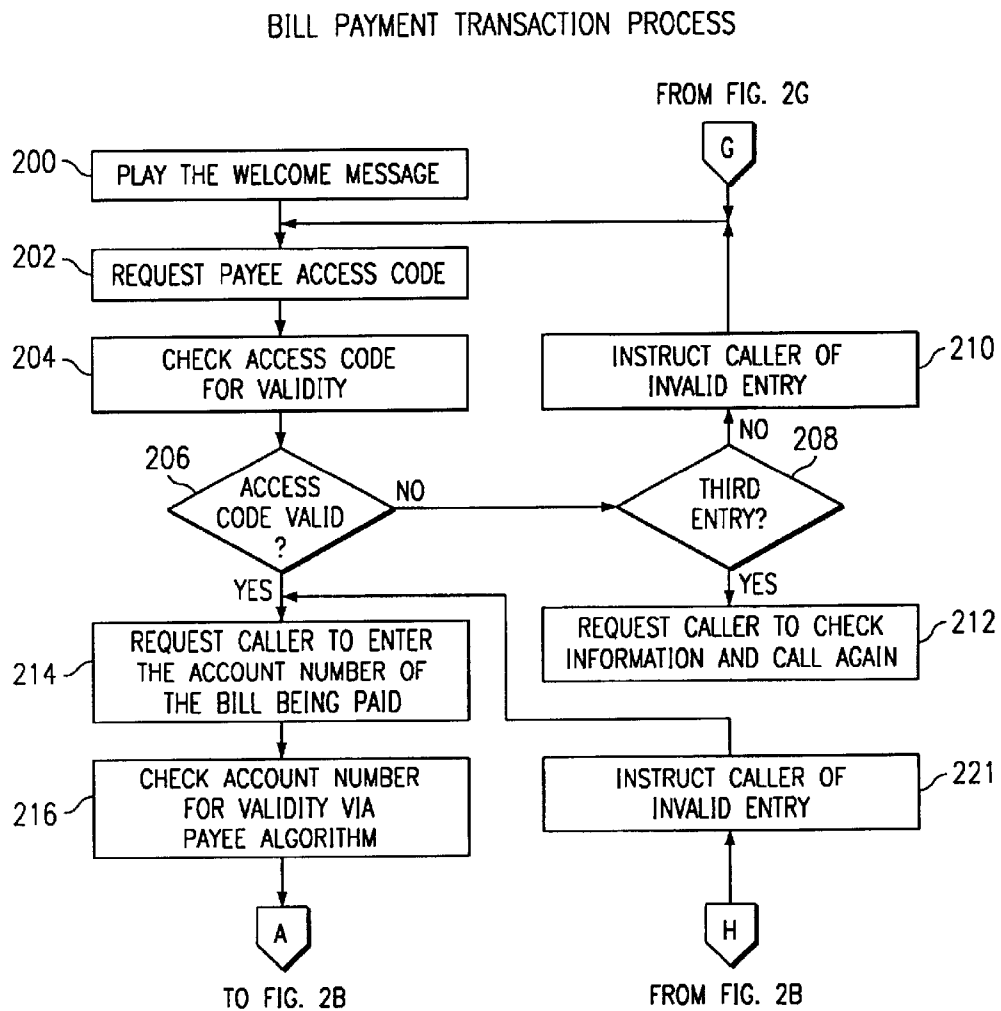 BILL PAYMENT TRANSACTION PROCESS
FROM FIG. 2G
G
200
PLAY THE WELCOME MESSAGE
202
REQUEST PAYEE ACCESS CODE
204
CHECK ACCESS CODE
FOR VALIDITY
INSTRUCT CALLER OF
INVALID ENTRY
210
NO
206
ACCESS
CODE VALID
?
NO
208
THIRD
ENTRY?
YES
YES
214
REQUEST CALLER TO ENTER
THE ACCOUNT NUMBER OF
THE BILL BEING PAID
REQUEST CALLER TO CHECK
INFORMATION AND CALL AGAIN
212
216
CHECK ACCOUNT NUMBER
FOR VALIDITY VIA
PAYEE ALGORITHM
INSTRUCT CALLER OF
INVALID ENTRY
221
A
TO FIG. 2B
H
FROM FIG. 2B